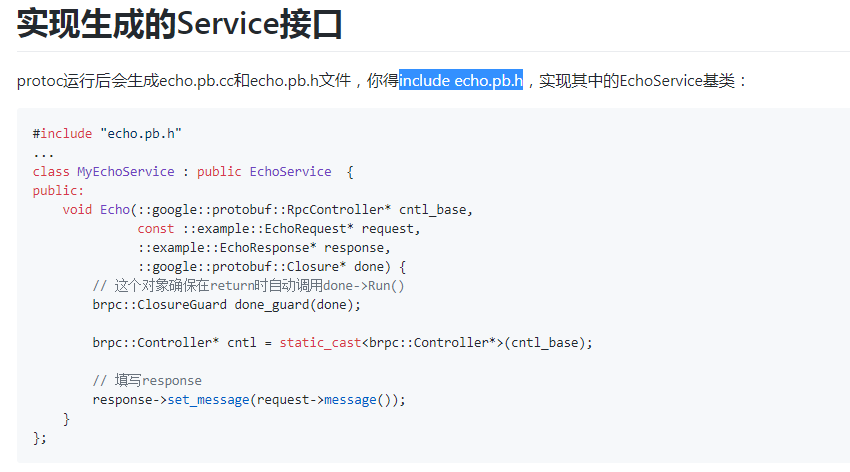 实现生成的Service接口
protoc运行后会生成echo.pb.cc和echo.pb.h文件，你得include echo.pb.h，实现其中的EchoService基类：
#include "echo.pb.h"
...
class MyEchoService : public EchoService  {
public:
    void Echo(::google::protobuf::RpcController* cntl_base,
              const ::example::EchoRequest* request,
              ::example::EchoResponse* response,
              ::google::protobuf::Closure* done) {
        // 这个对象确保在return时自动调用done->Run()
        brpc::ClosureGuard done_guard(done);
        brpc::Controller* cntl = static_cast<brpc::Controller*>(cntl_base);
        // 填写response
        response->set_message(request->message());
    }
};